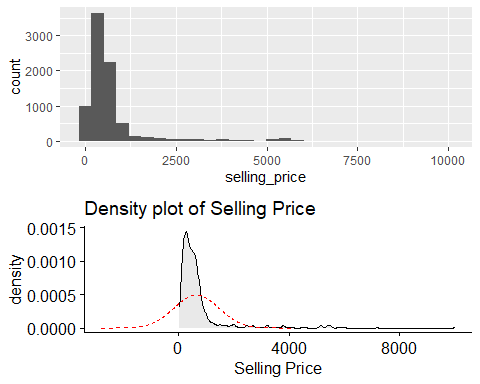 3000
2000
1000
0
count
0 2500 5000 7500 10000
selling_price
Density plot of Selling Price
0.0015
0.0010
0.0005
0.0000
density
0 4000 8000
Selling Price